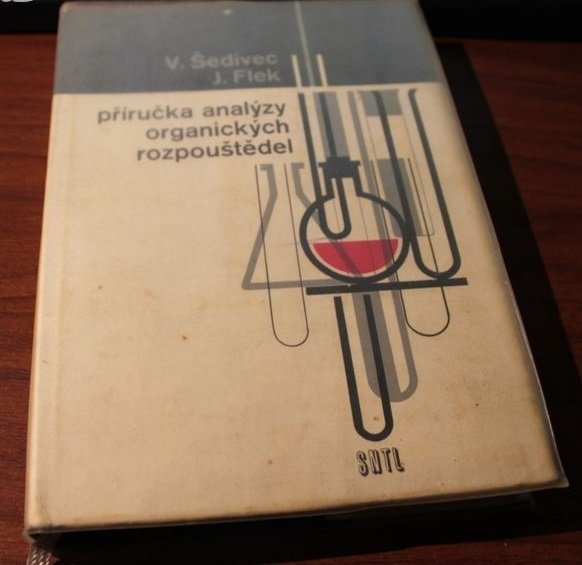 V. Šedivec
J. Flek
příručka analýzy
organických
rozpouštědel
SNTL